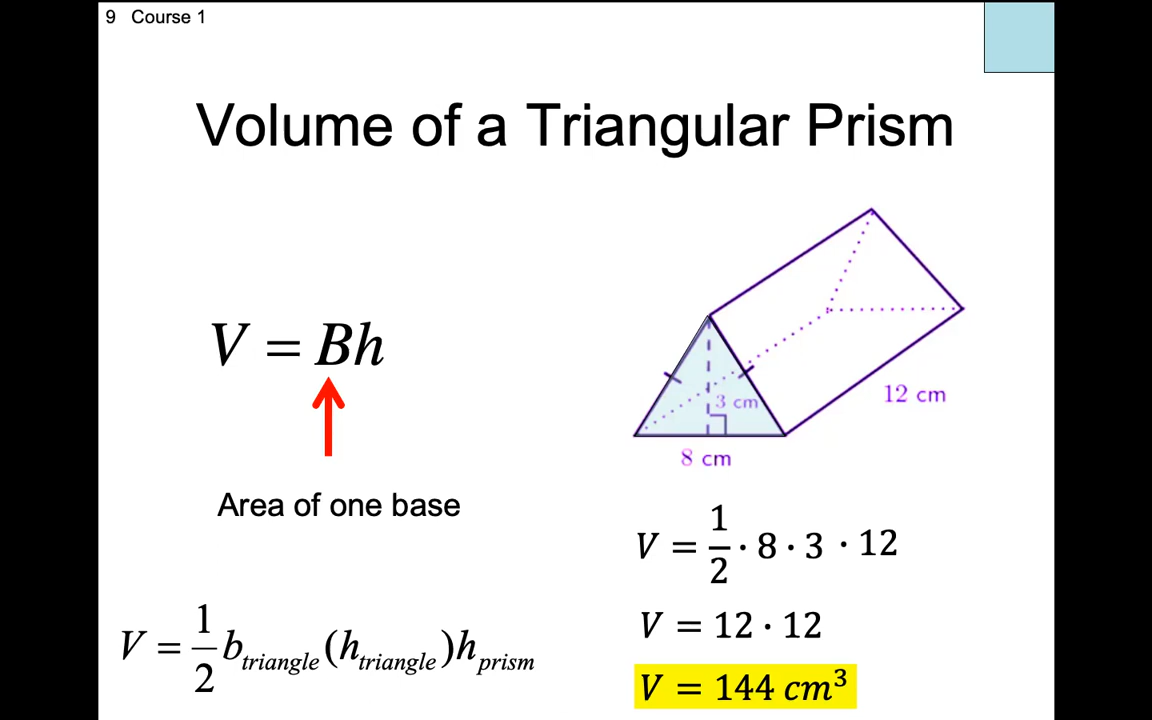 9 Course 1
Volume of a Triangular Prism
V = Bh
Area of one base
V = 1/2 b_triangle (h_triangle) h_prism
3 cm
12 cm
8 cm
V = 1/2 · 8 · 3 · 12
V = 12 · 12
V = 144 cm³